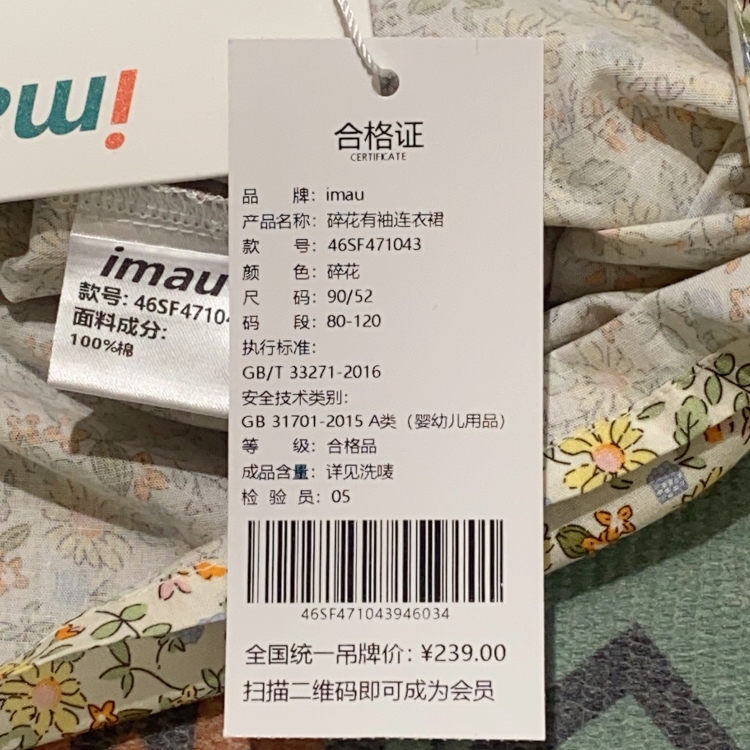 imau
imau
款号: 46SF4710
面料成分:
100%棉
合格证
CERTIFICATE
品 牌: imau
产品名称: 碎花有袖连衣裙
款 号: 46SF471043
颜 色: 碎花
尺 码: 90/52
码 段: 80-120
执行标准:
GB/T 33271-2016
安全技术类别:
GB 31701-2015 A类（婴幼儿用品）
等 级: 合格品
成品含量: 详见洗唛
检 验 员: 05
46SF471043946034
全国统一吊牌价: ¥239.00
扫描二维码即可成为会员